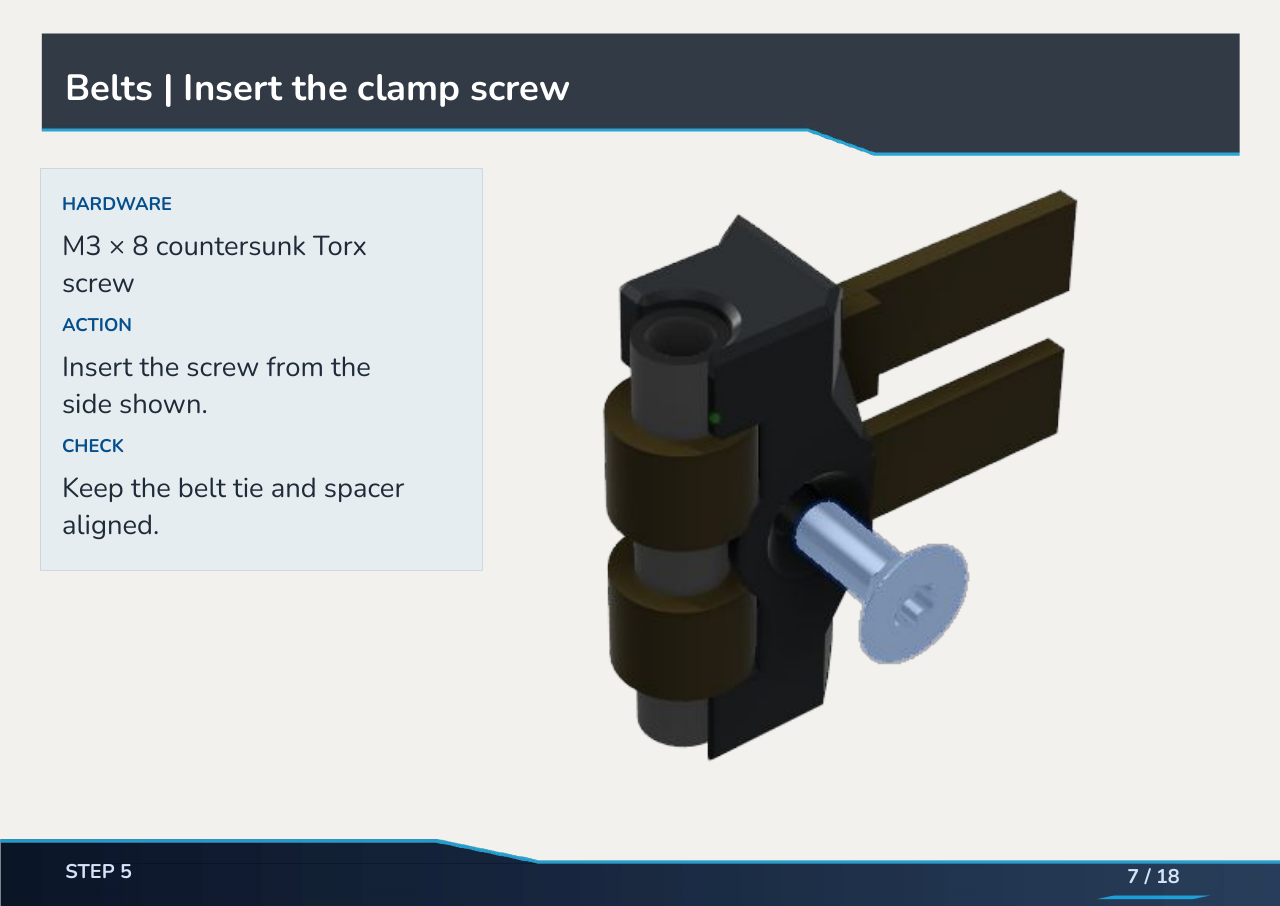 Belts | Insert the clamp screw
HARDWARE
M3 × 8 countersunk Torx
screw
ACTION
Insert the screw from the
side shown.
CHECK
Keep the belt tie and spacer
aligned.
STEP 5
7 / 18